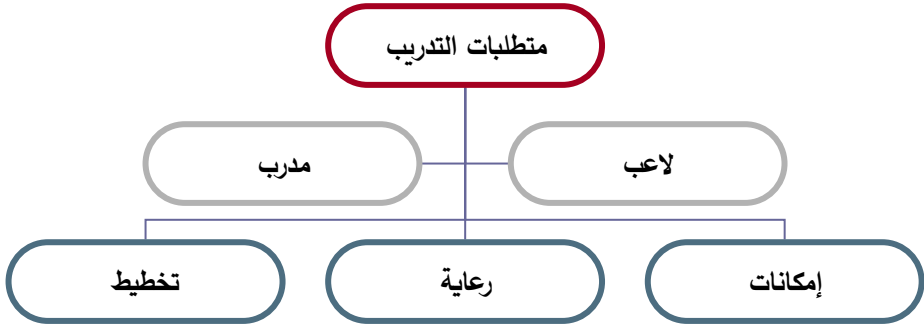 متطلبات التدريب
لاعب
مدرب
إمكانات
رعاية
تخطيط